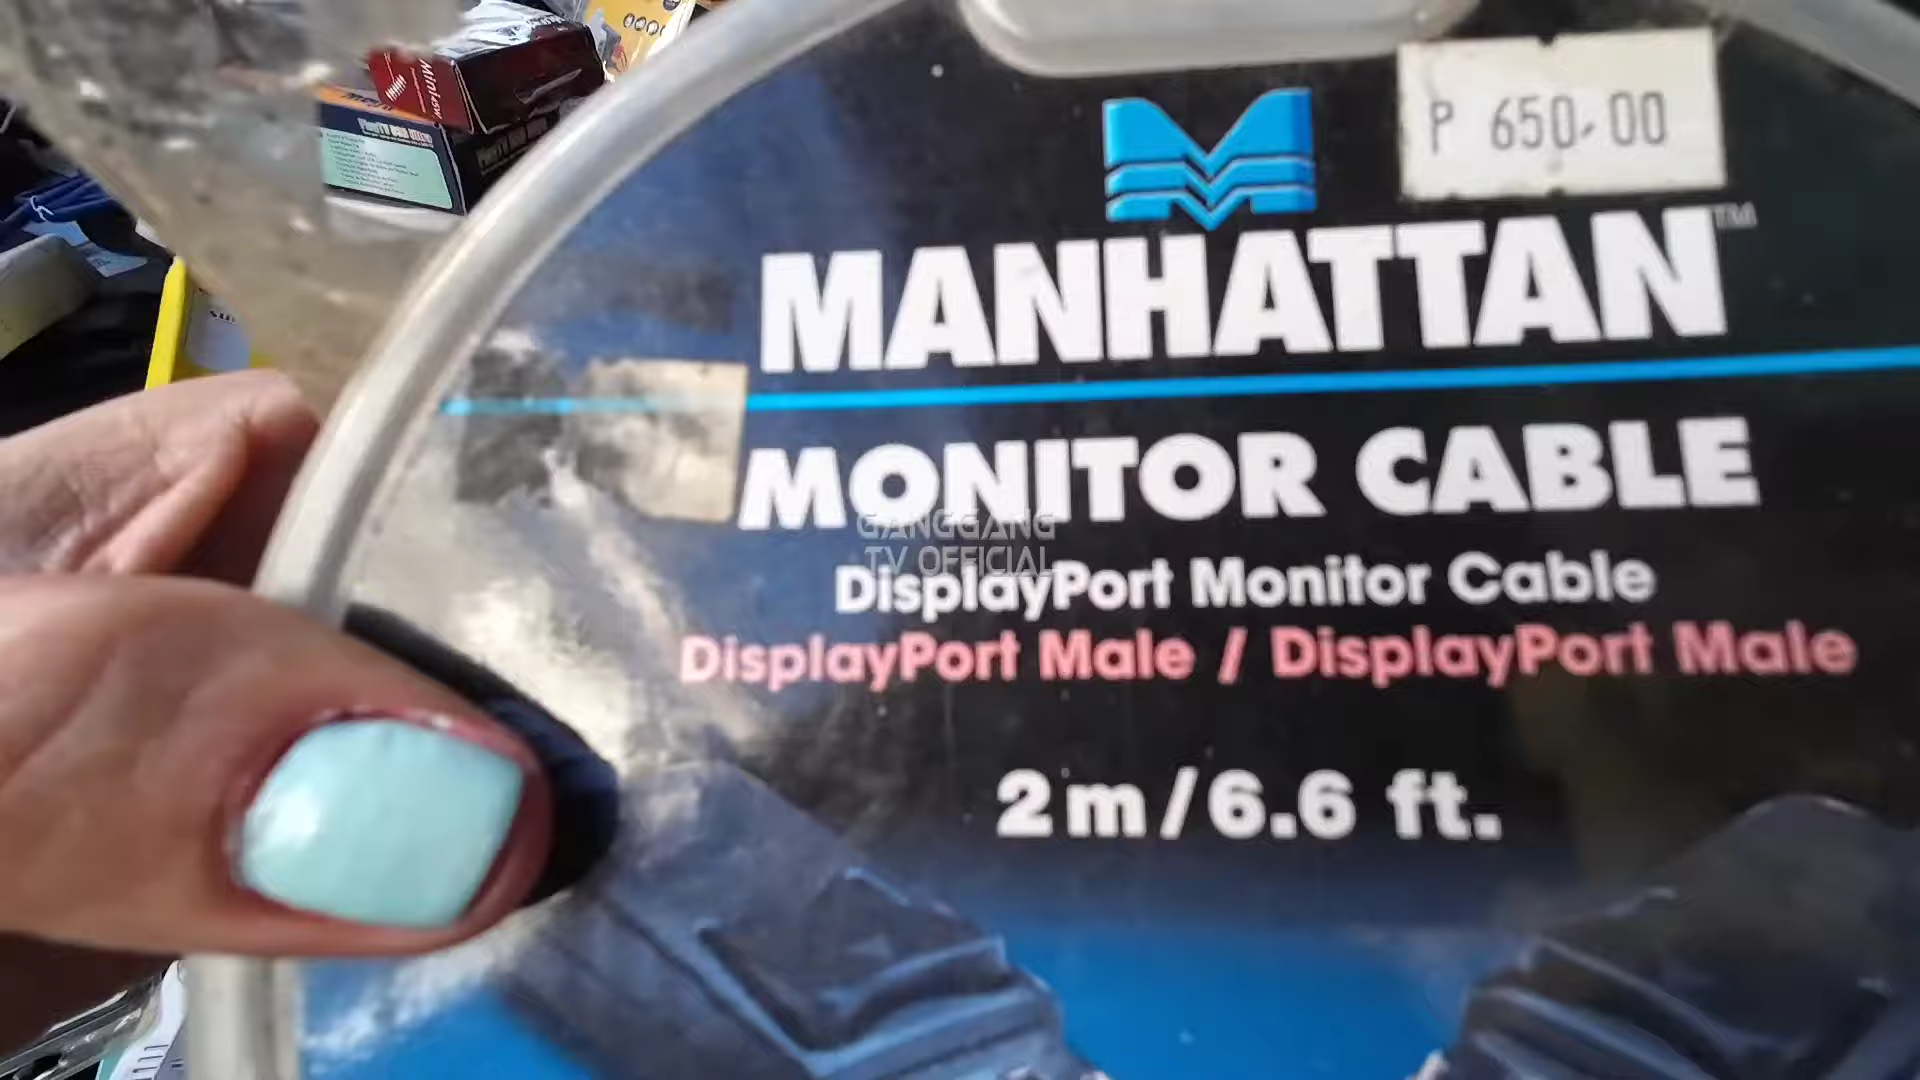 P 650.00
MANHATTAN™
MONITOR CABLE
GANGGANG
TV OFFICIAL
DisplayPort Monitor Cable
DisplayPort Male / DisplayPort Male
2 m / 6.6 ft.